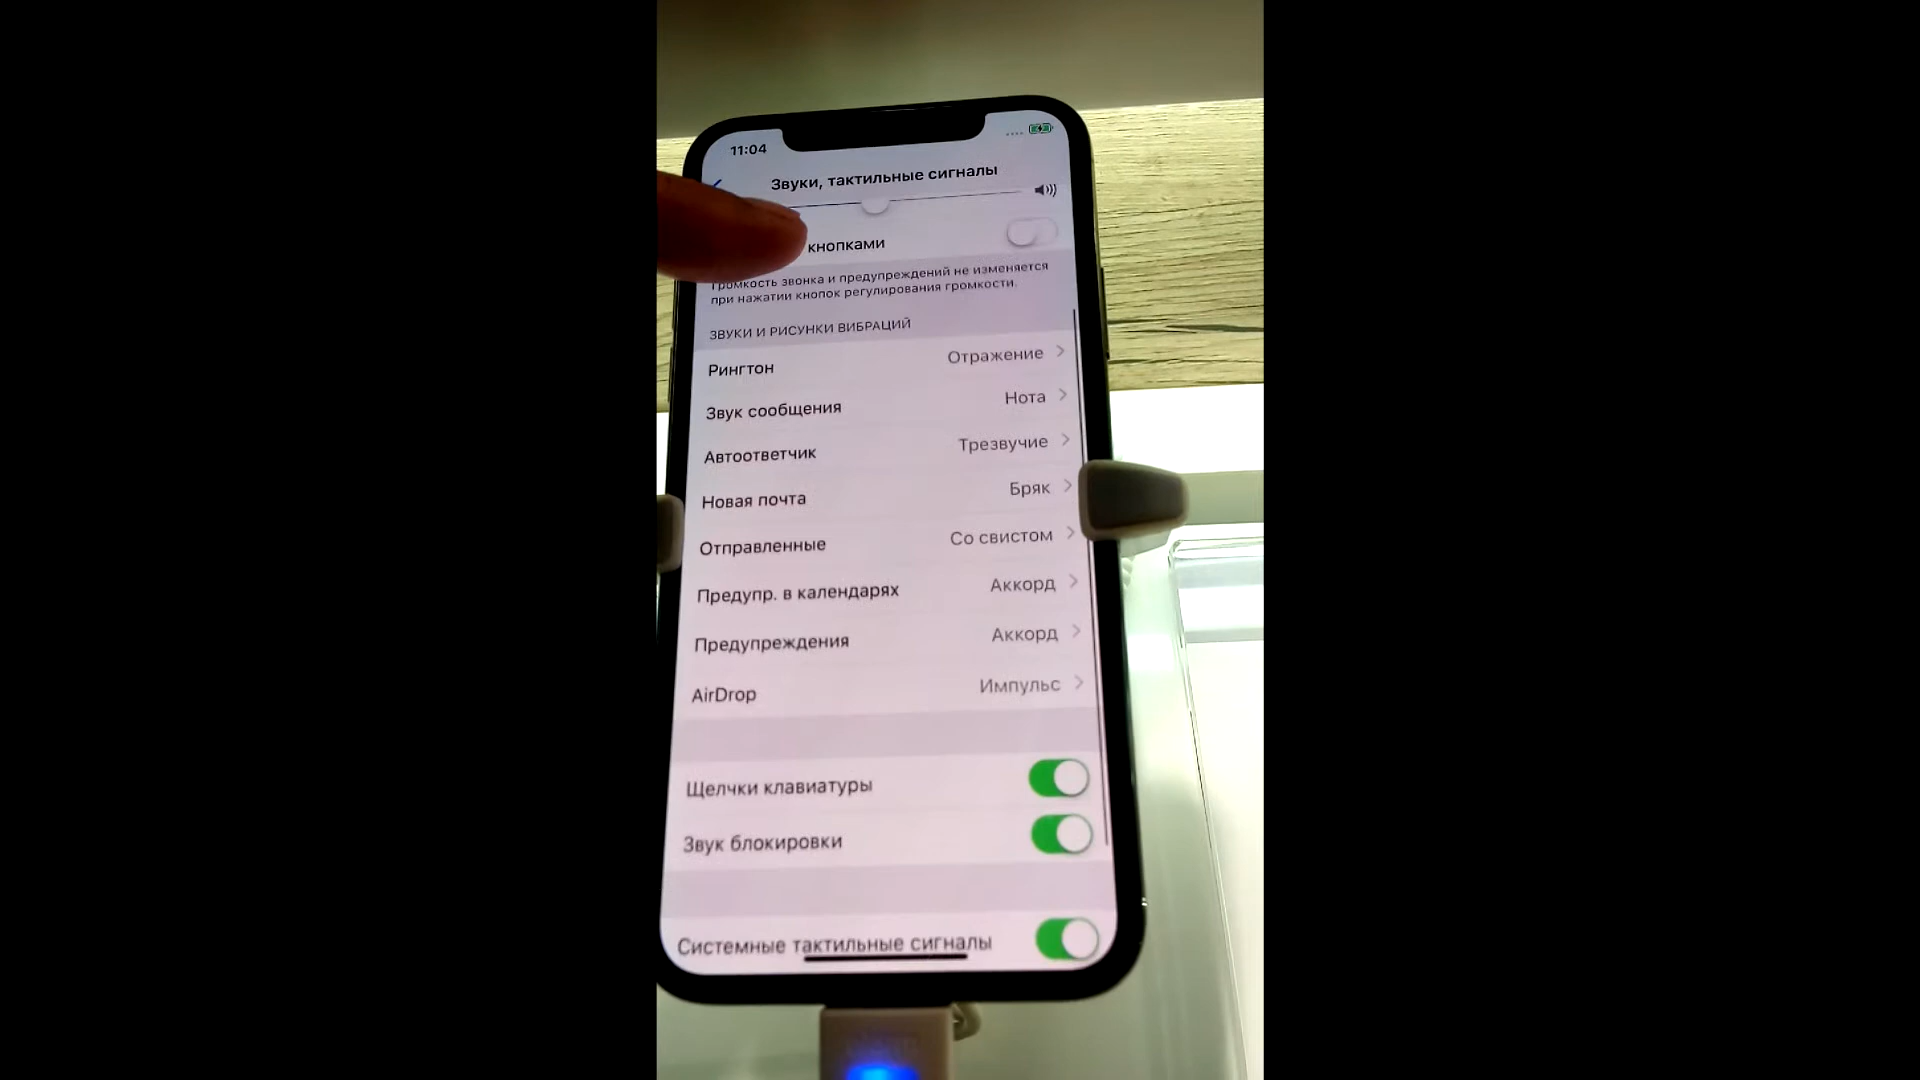 11:04
Звуки, тактильные сигналы
кнопками
Громкость звонка и предупреждений не изменяется
при нажатии кнопок регулирования громкости.
ЗВУКИ И РИСУНКИ ВИБРАЦИЙ
Рингтон Отражение
Звук сообщения Нота
Автоответчик Трезвучие
Новая почта Бряк
Отправленные Со свистом
Предупр. в календарях Аккорд
Предупреждения Аккорд
AirDrop Импульс
Щелчки клавиатуры
Звук блокировки
Системные тактильные сигналы